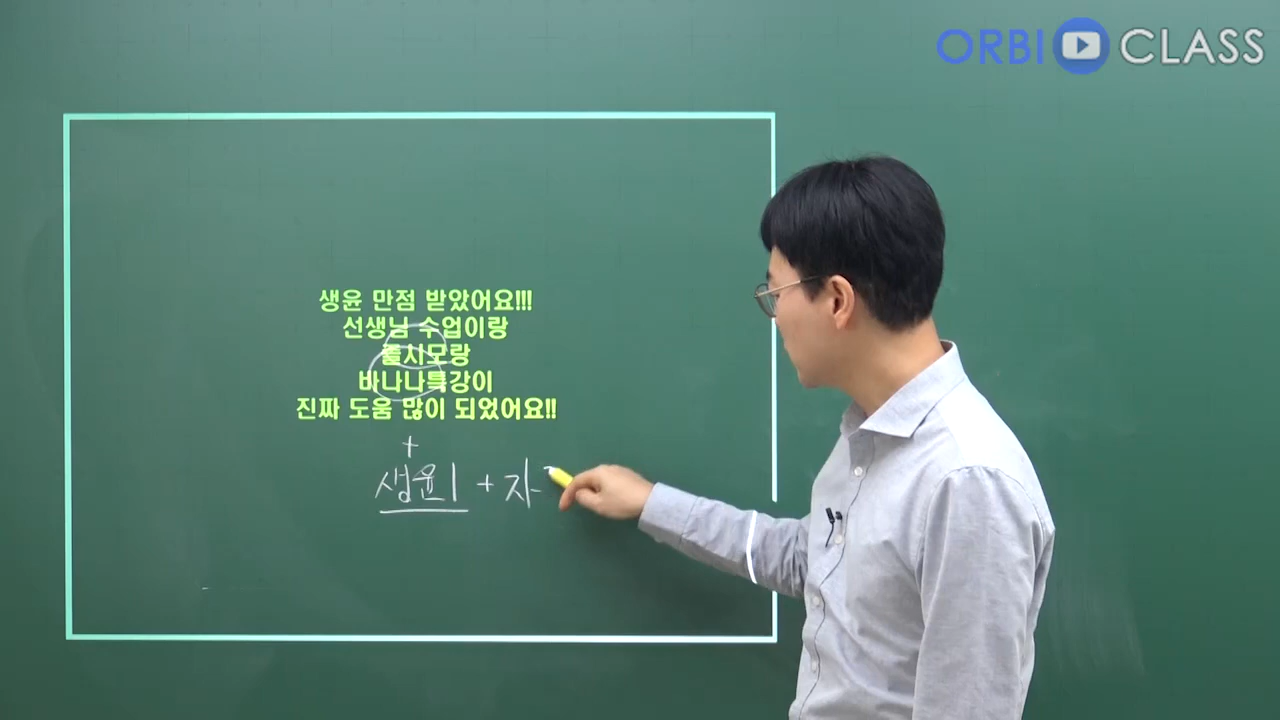 ORBI CLASS
생윤 만점 받았어요!!!
선생님 수업이랑
출시모랑
바나나특강이
진짜 도움 많이 되었어요!!
+
생윤1 + 자